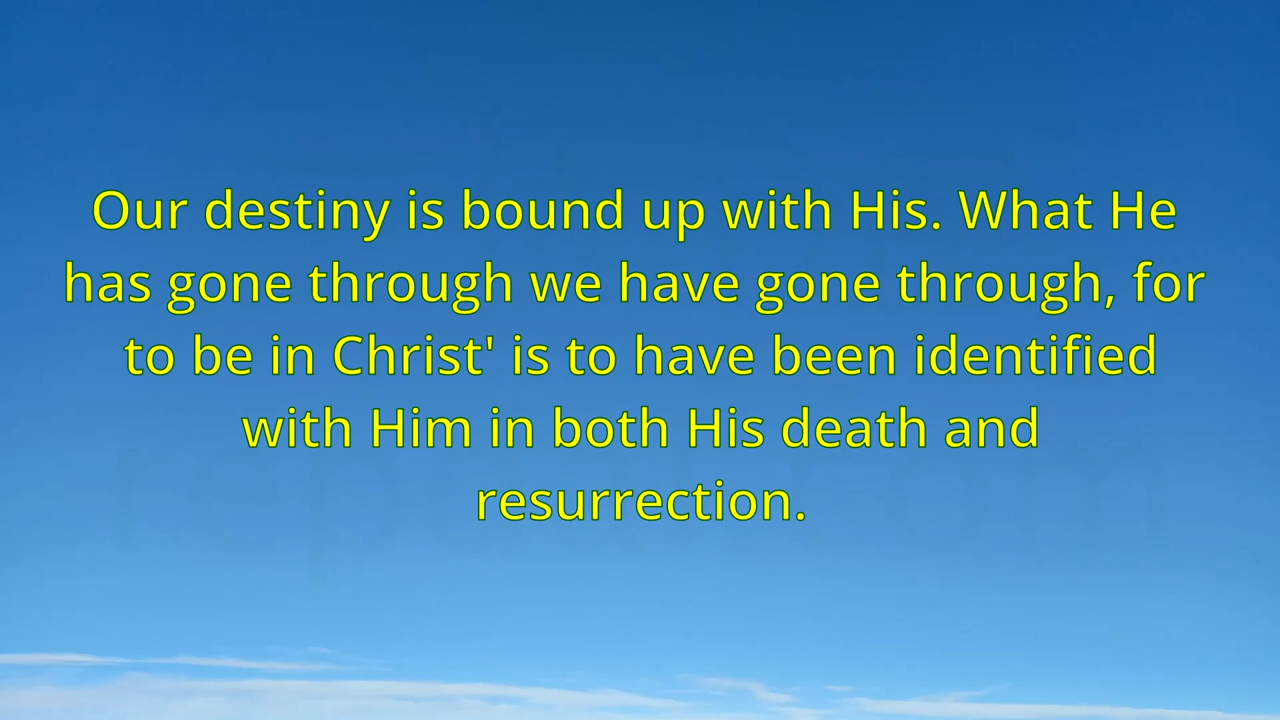 Our destiny is bound up with His. What He
has gone through we have gone through, for
to be in Christ' is to have been identified
with Him in both His death and
resurrection.